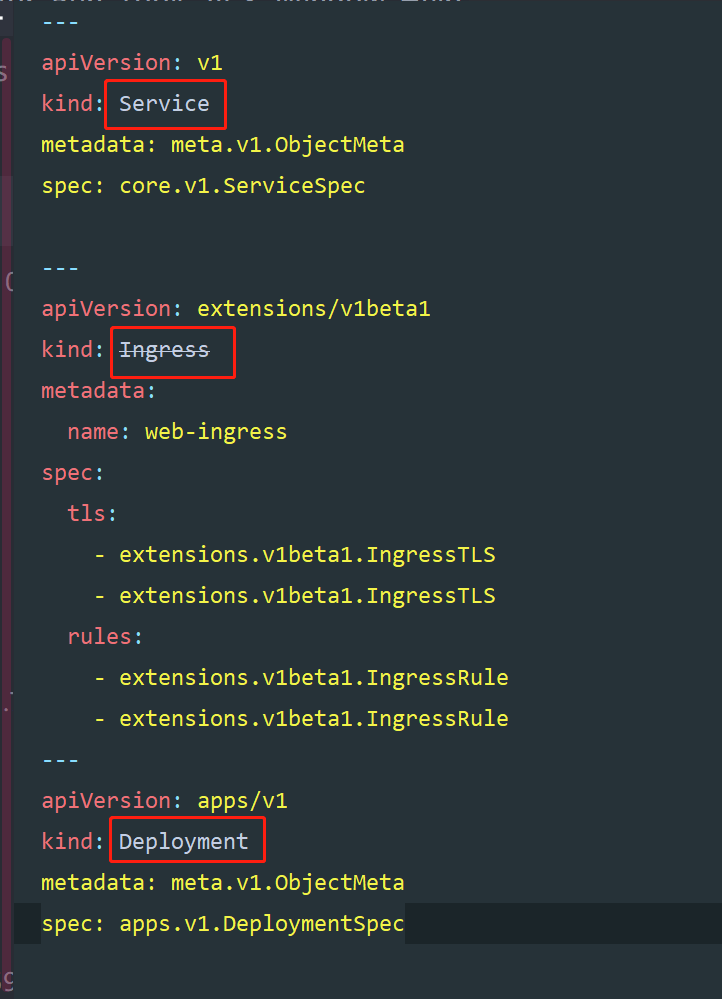 ---
apiVersion: v1
kind: Service
metadata: meta.v1.ObjectMeta
spec: core.v1.ServiceSpec
---
apiVersion: extensions/v1beta1
kind: Ingress
metadata:
  name: web-ingress
spec:
  tls:
    - extensions.v1beta1.IngressTLS
    - extensions.v1beta1.IngressTLS
  rules:
    - extensions.v1beta1.IngressRule
    - extensions.v1beta1.IngressRule
---
apiVersion: apps/v1
kind: Deployment
metadata: meta.v1.ObjectMeta
spec: apps.v1.DeploymentSpec